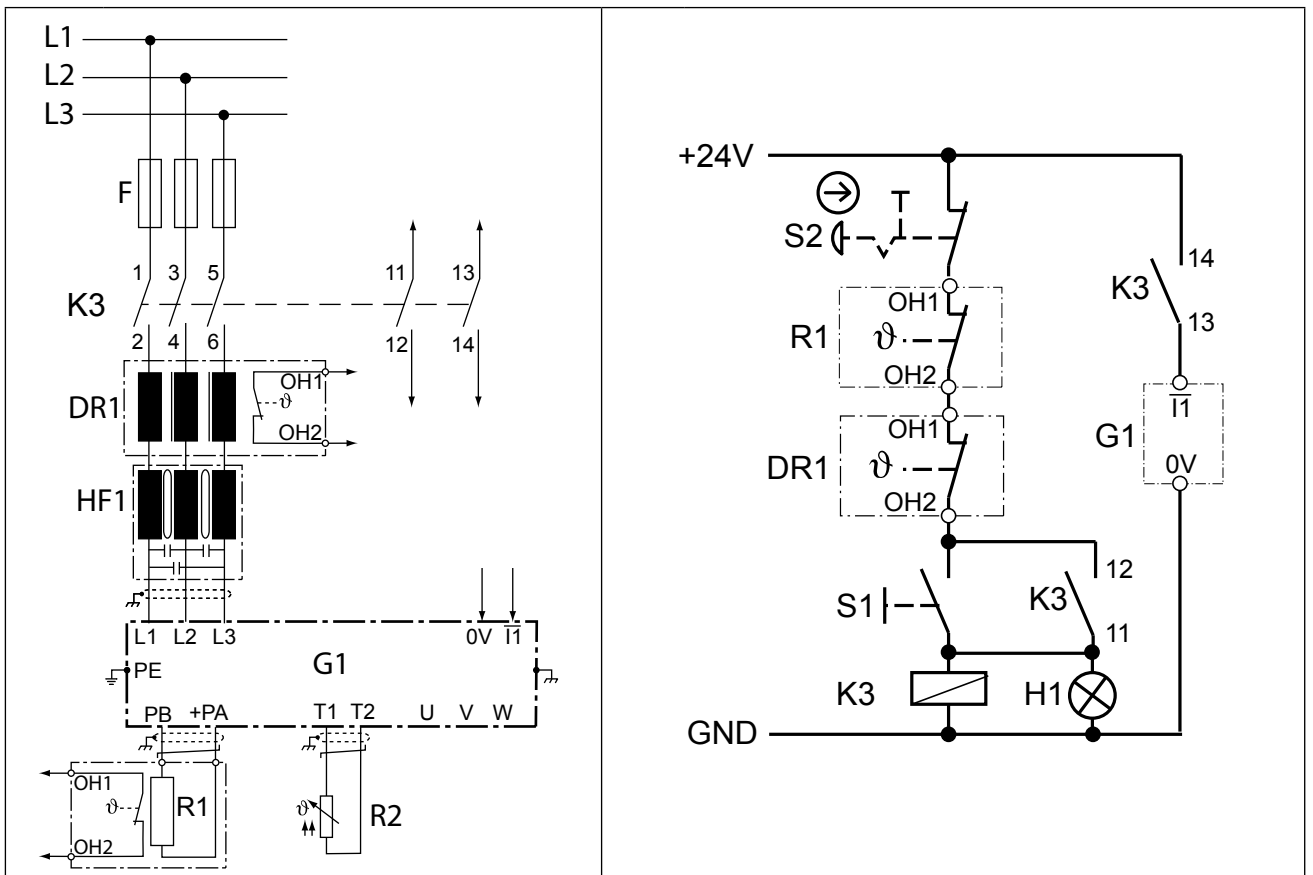 L1
L2
L3
F
1 3 5 11 13
K3
2 4 6 12 14
DR1
OH1
ϑ
OH2
HF1
L1 L2 L3 0V I1
PE
G1
PB +PA T1 T2 U V W
OH1
ϑ
R1
OH2
ϑ
R2
+24V
S2
OH1
R1
ϑ
OH2
OH1
DR1
ϑ
OH2
S1
K3
12
11
K3
H1
GND
14
K3
13
I1
G1
0V